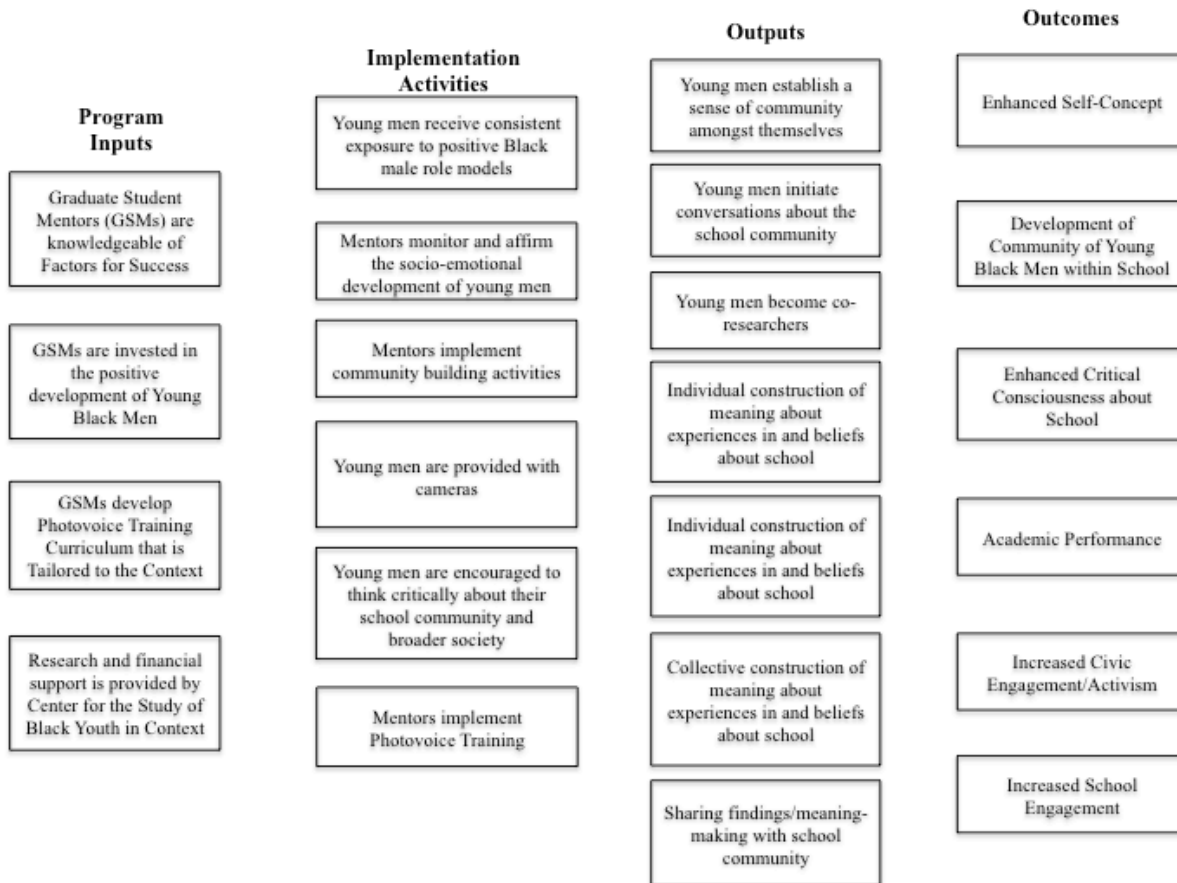 Program
Inputs
Graduate Student
Mentors (GSMs) are
knowledgeable of
Factors for Success
GSMs are invested in
the positive
development of Young
Black Men
GSMs develop
Photovoice Training
Curriculum that is
Tailored to the Context
Research and financial
support is provided by
Center for the Study of
Black Youth in Context
Implementation
Activities
Young men receive consistent
exposure to positive Black
male role models
Mentors monitor and affirm
the socio-emotional
development of young men
Mentors implement
community building activities
Young men are provided with
cameras
Young men are encouraged to
think critically about their
school community and
broader society
Mentors implement
Photovoice Training
Outputs
Young men establish a
sense of community
amongst themselves
Young men initiate
conversations about the
school community
Young men become co-
researchers
Individual construction of
meaning about
experiences in and beliefs
about school
Individual construction of
meaning about
experiences in and beliefs
about school
Collective construction of
meaning about
experiences in and beliefs
about school
Sharing findings/meaning-
making with school
community
Outcomes
Enhanced Self-Concept
Development of
Community of Young
Black Men within School
Enhanced Critical
Consciousness about
School
Academic Performance
Increased Civic
Engagement/Activism
Increased School
Engagement